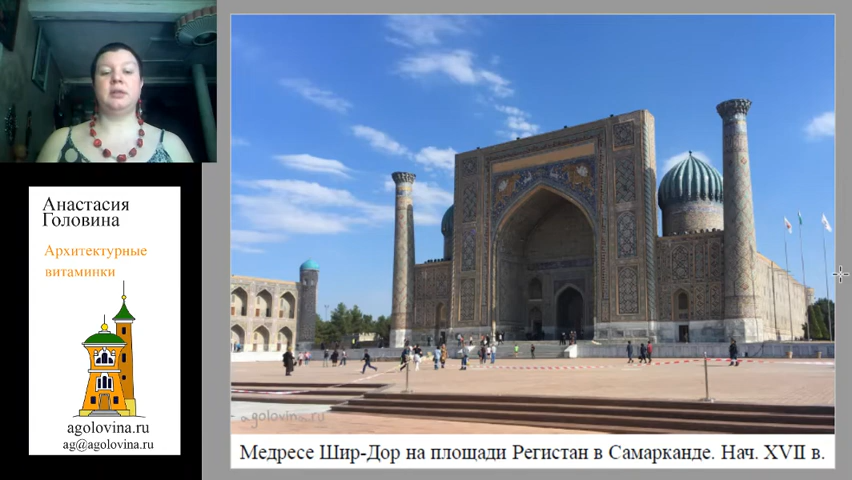 Анастасия
Головина
Архитектурные
витаминки
agolovina.ru
ag@agolovina.ru
agolovina.ru
Медресе Шир-Дор на площади Регистан в Самарканде. Нач. XVII в.